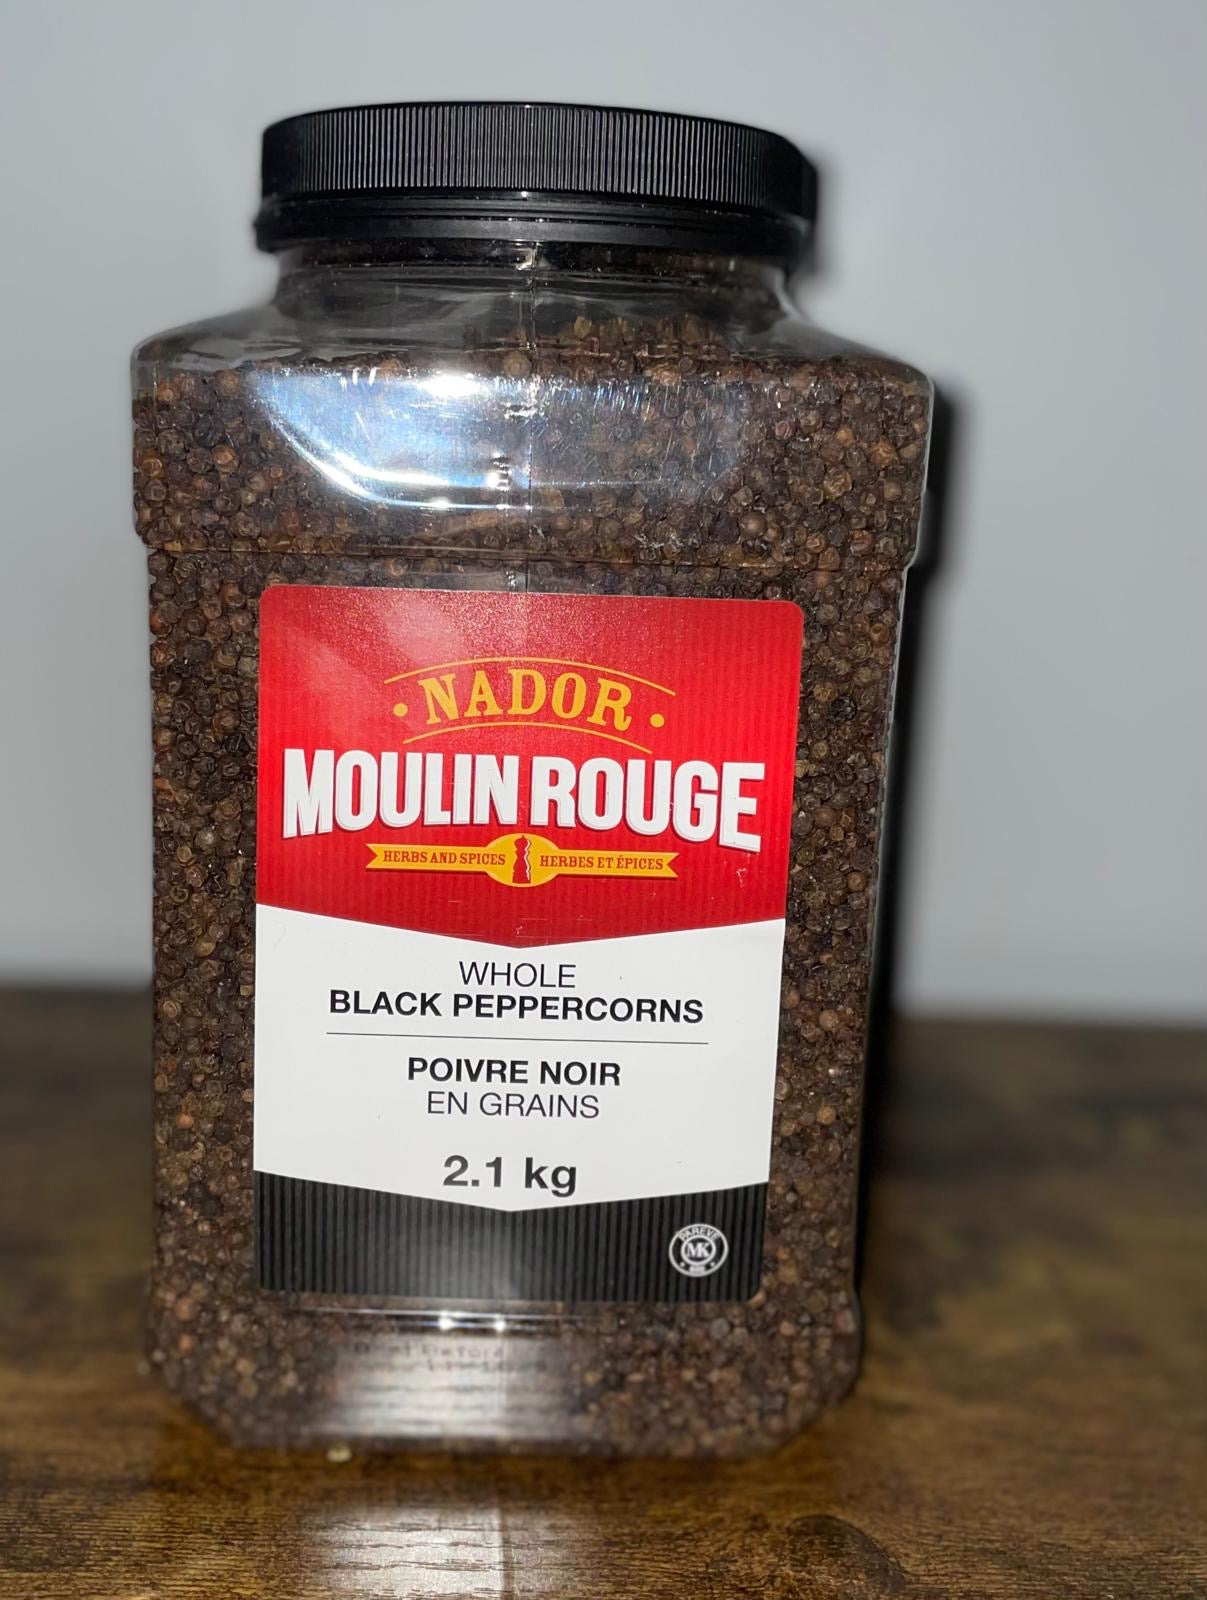 NADOR
MOULIN ROUGE
HERBS AND SPICES HERBES ET ÉPICES
WHOLE
BLACK PEPPERCORNS
POIVRE NOIR
EN GRAINS
2.1 kg
PAREVE
MK